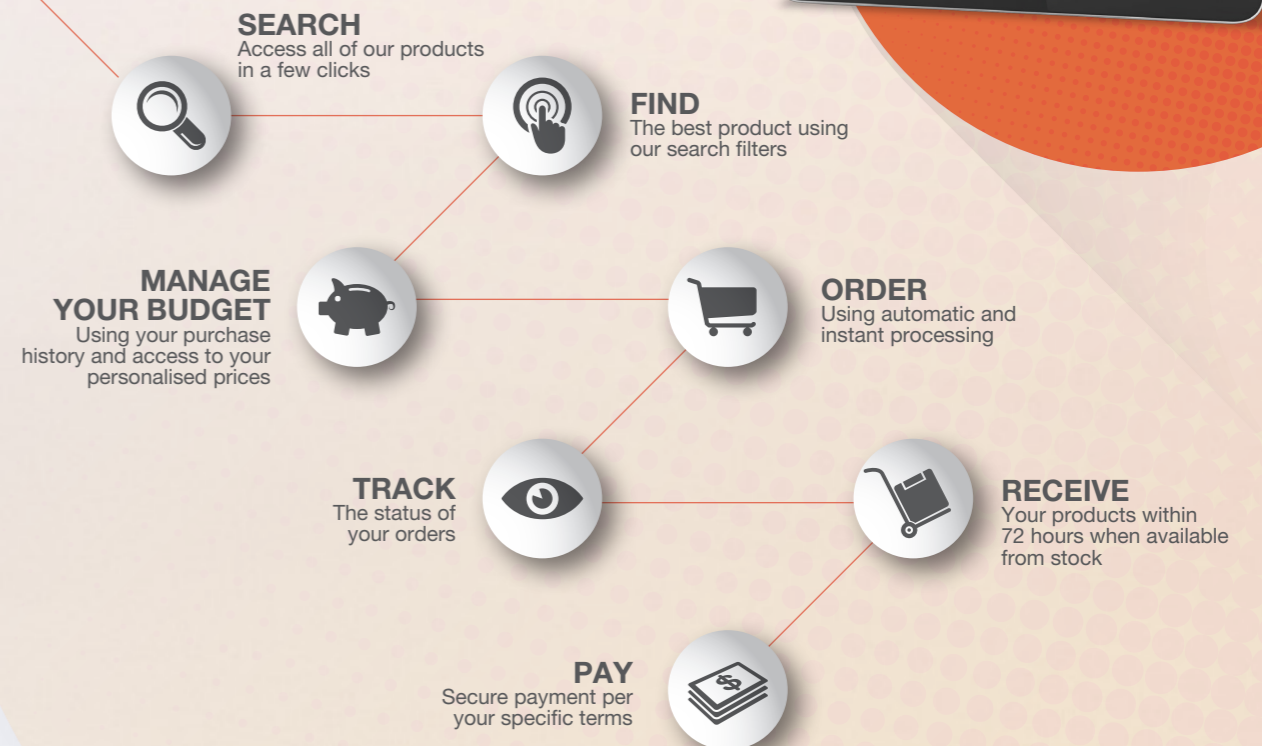 SEARCH
Access all of our products
in a few clicks
FIND
The best product using
our search filters
MANAGE
YOUR BUDGET
Using your purchase
history and access to your
personalised prices
ORDER
Using automatic and
instant processing
TRACK
The status of
your orders
RECEIVE
Your products within
72 hours when available
from stock
PAY
Secure payment per
your specific terms
$